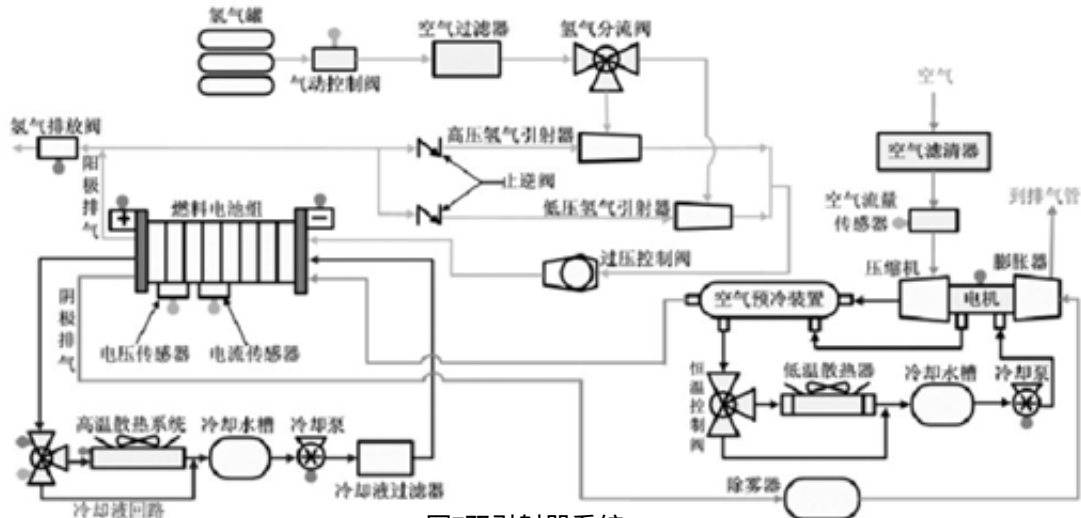 氢气罐
空气过滤器
氢气分流阀
气动控制阀
空气
氢气排放阀
高压氢气引射器
空气滤清器
阳极排气
止逆阀
燃料电池组
+
−
低压氢气引射器
空气流量
传感器
到排气管
过压控制阀
压缩机
膨胀器
电机
空气预冷装置
阴极排气
电压传感器
电流传感器
恒温控制阀
低温散热器
冷却水槽
冷却泵
高温散热系统
冷却水槽
冷却泵
冷却液过滤器
除雾器
冷却液回路